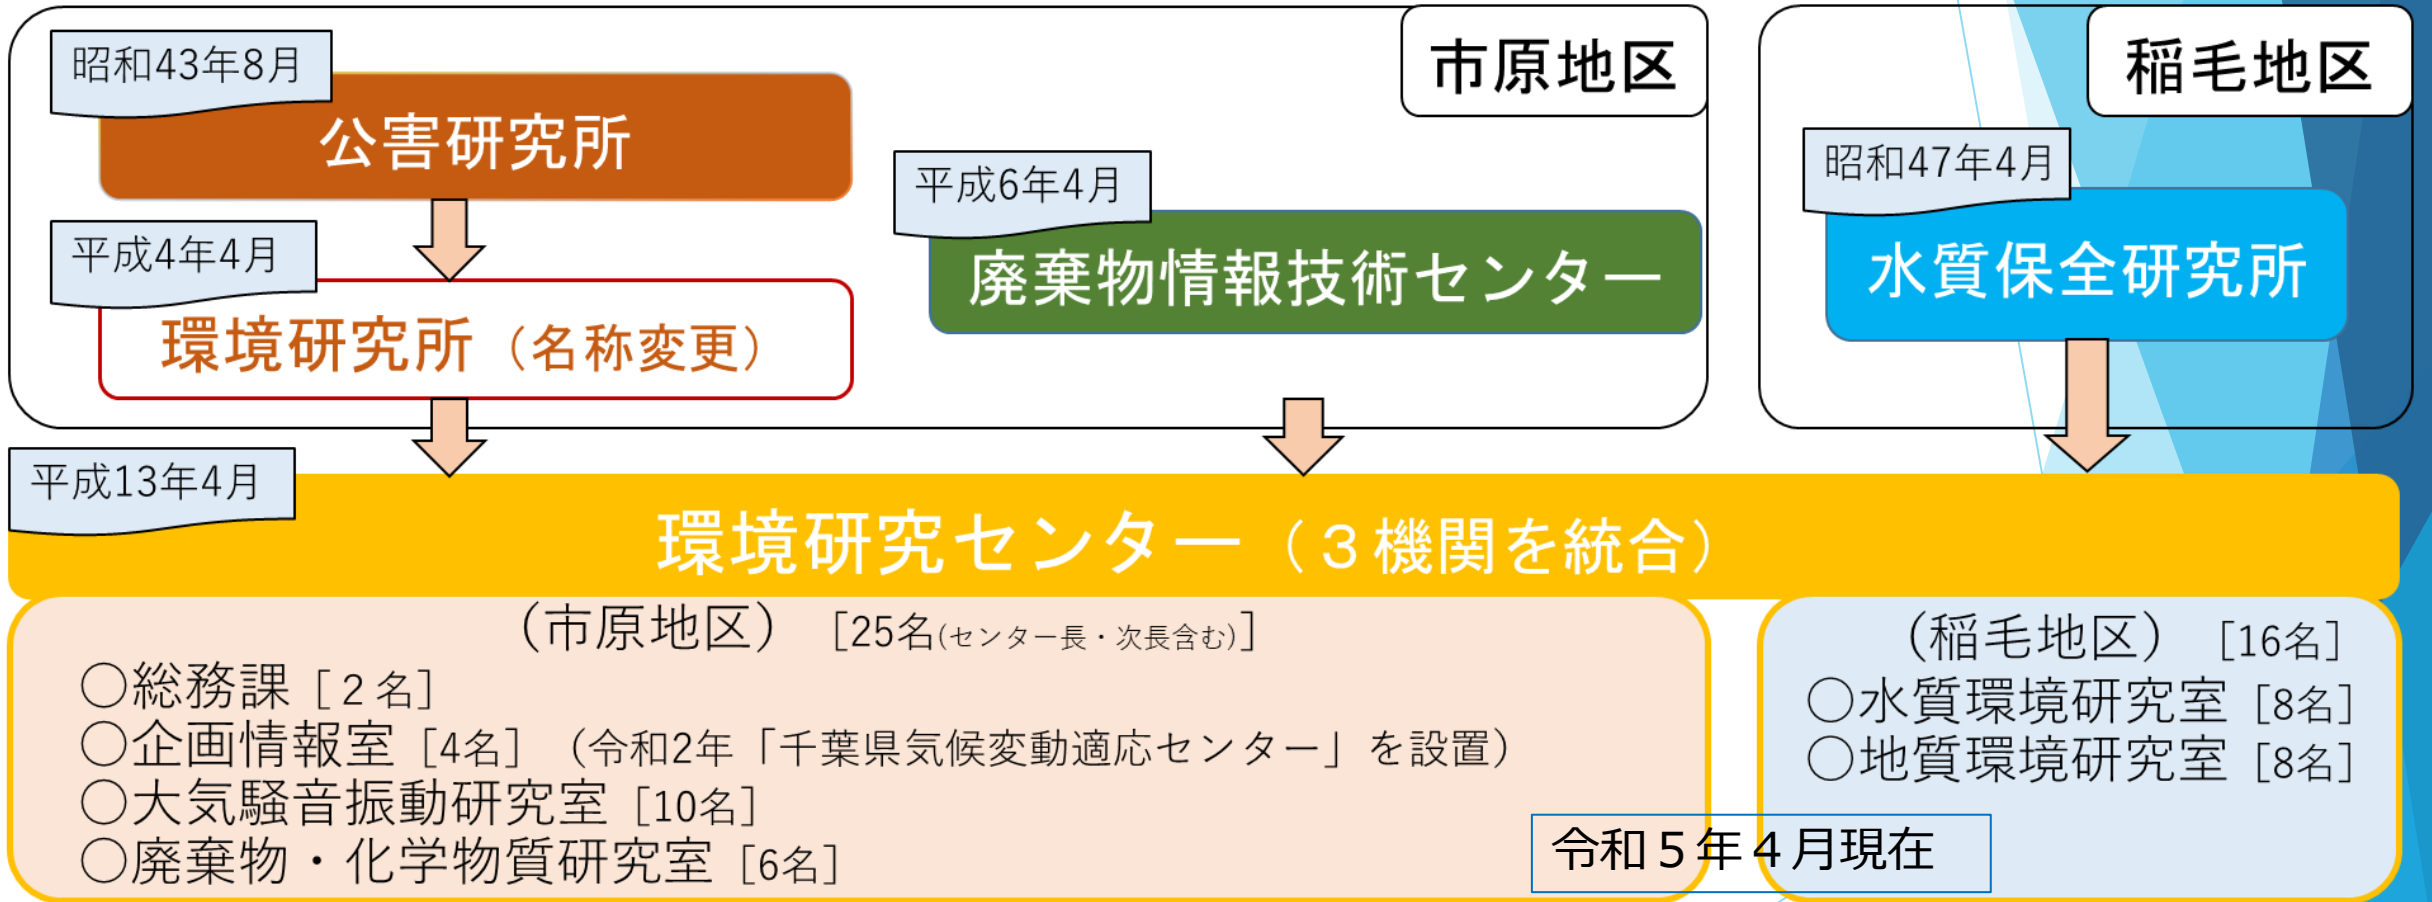 市原地区
昭和43年8月
公害研究所
平成4年4月
環境研究所（名称変更）
平成6年4月
廃棄物情報技術センター
稲毛地区
昭和47年4月
水質保全研究所
平成13年4月
環境研究センター（３機関を統合）
（市原地区）［25名(センター長・次長含む)］
○総務課［２名］
○企画情報室［4名］（令和2年「千葉県気候変動適応センター」を設置）
○大気騒音振動研究室［10名］
○廃棄物・化学物質研究室［6名］
（稲毛地区）［16名］
○水質環境研究室［8名］
○地質環境研究室［8名］
令和５年４月現在